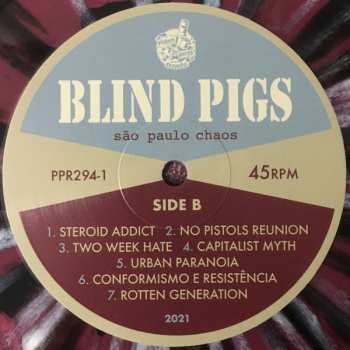 BLIND PIGS
são paulo chaos
PPR294-1
SIDE B
45RPM
1. STEROID ADDICT 2. NO PISTOLS REUNION
3. TWO WEEK HATE 4. CAPITALIST MYTH
5. URBAN PARANOIA
6. CONFORMISMO E RESISTÊNCIA
7. ROTTEN GENERATION
2021